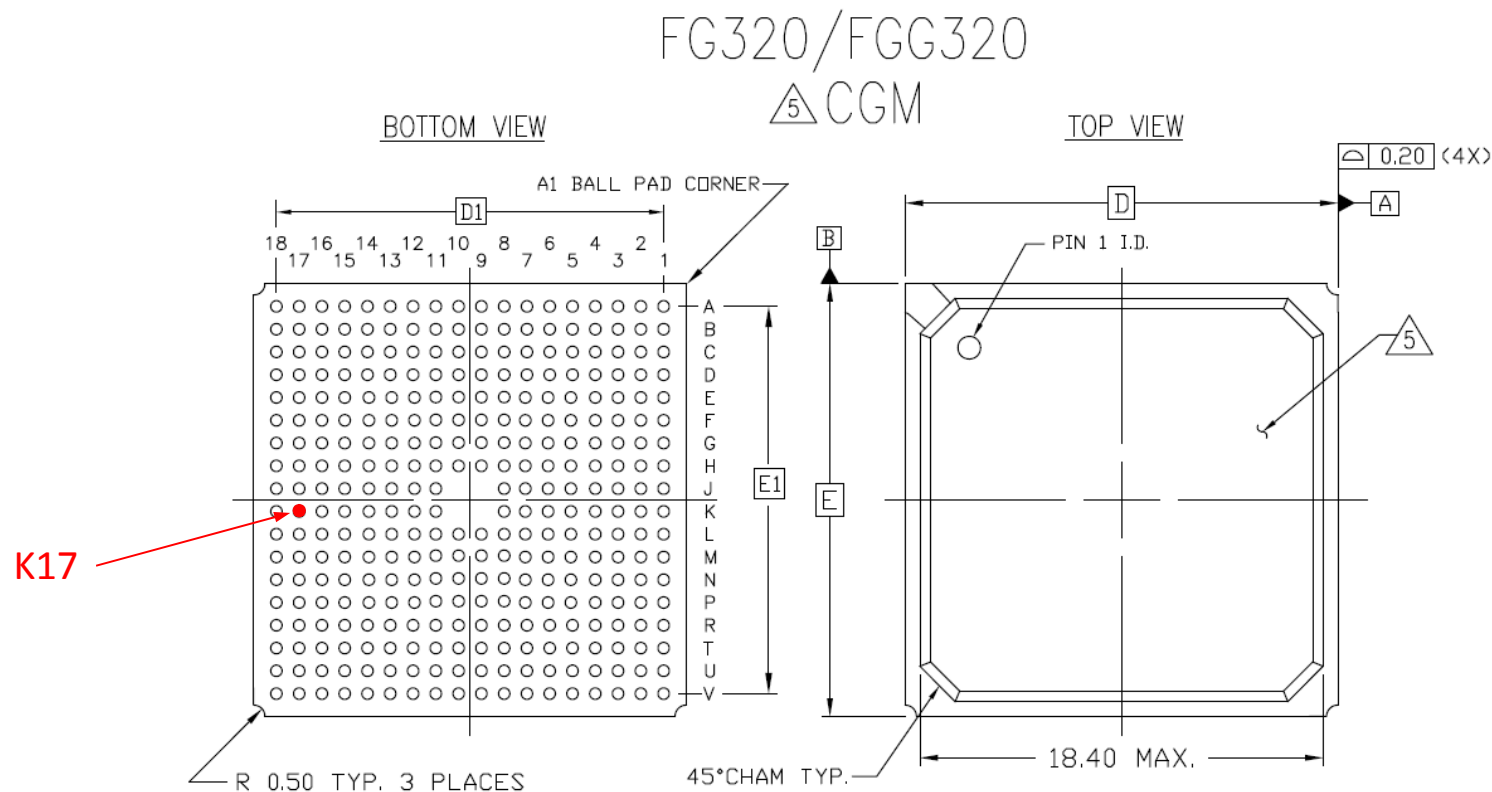 FG320/FGG320
5 CGM
BOTTOM VIEW
TOP VIEW
0.20 (4X)
A1 BALL PAD CORNER
D1
D
A
18 16 14 12 10 8 6 4 2
17 15 13 11 9 7 5 3 1
B
PIN 1 I.D.
A
B
C
D
E
F
G
H
J
K
L
M
N
P
R
T
U
V
E1
E
5
K17
R 0.50 TYP. 3 PLACES
45°CHAM TYP.
18.40 MAX.